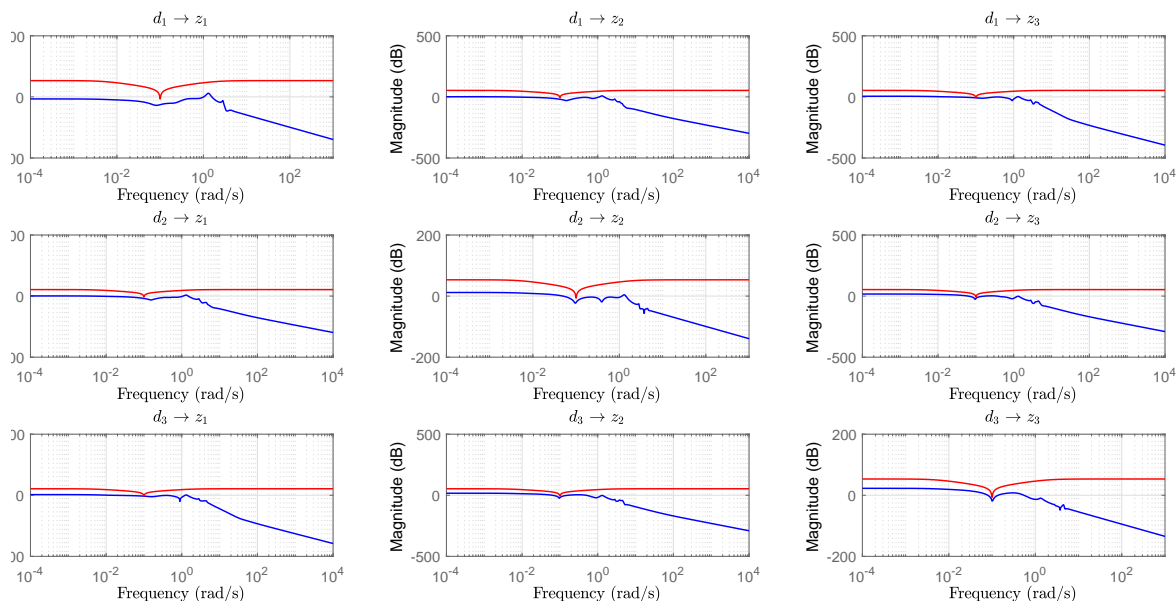 d₁ → z₁ d₁ → z₂ d₁ → z₃
00 0 00
10⁻⁴ 10⁻² 10⁰ 10²
Frequency (rad/s)
Magnitude (dB)
500 0 -500
10⁻⁴ 10⁻² 10⁰ 10² 10⁴
Frequency (rad/s)
Magnitude (dB)
500 0 -500
10⁻⁴ 10⁻² 10⁰ 10² 10⁴
Frequency (rad/s)
d₂ → z₁ d₂ → z₂ d₂ → z₃
00 0 00
10⁻⁴ 10⁻² 10⁰ 10² 10⁴
Frequency (rad/s)
Magnitude (dB)
200 0 -200
10⁻⁴ 10⁻² 10⁰ 10²
Frequency (rad/s)
Magnitude (dB)
500 0 -500
10⁻⁴ 10⁻² 10⁰ 10² 10⁴
Frequency (rad/s)
d₃ → z₁ d₃ → z₂ d₃ → z₃
00 0 00
10⁻⁴ 10⁻² 10⁰ 10² 10⁴
Frequency (rad/s)
Magnitude (dB)
500 0 -500
10⁻⁴ 10⁻² 10⁰ 10² 10⁴
Frequency (rad/s)
Magnitude (dB)
200 0 -200
10⁻⁴ 10⁻² 10⁰ 10²
Frequency (rad/s)